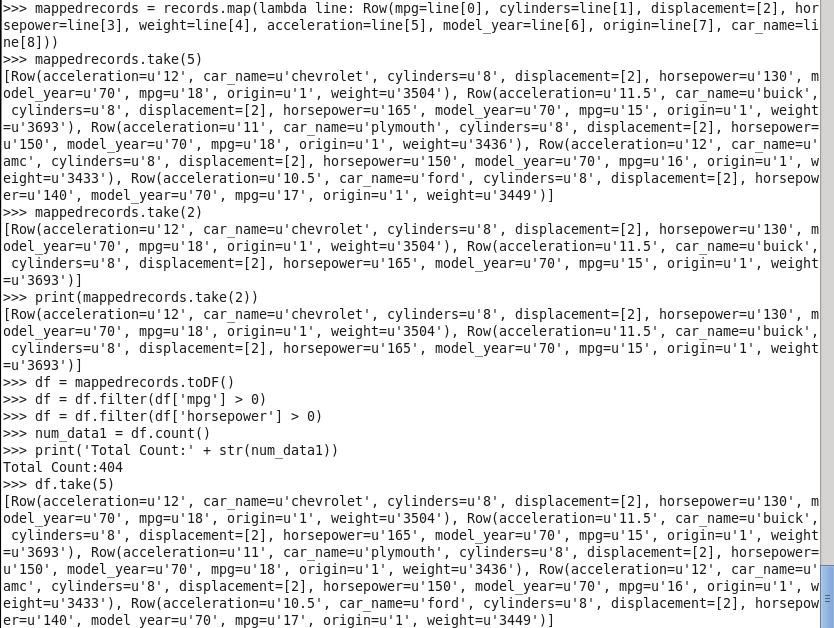 >>> mappedrecords = records.map(lambda line: Row(mpg=line[0], cylinders=line[1], displacement=[2], hor
sepower=line[3], weight=line[4], acceleration=line[5], model_year=line[6], origin=line[7], car_name=li
ne[8]))
>>> mappedrecords.take(5)
[Row(acceleration=u'12', car_name=u'chevrolet', cylinders=u'8', displacement=[2], horsepower=u'130', m
odel_year=u'70', mpg=u'18', origin=u'1', weight=u'3504'), Row(acceleration=u'11.5', car_name=u'buick',
 cylinders=u'8', displacement=[2], horsepower=u'165', model_year=u'70', mpg=u'15', origin=u'1', weight
=u'3693'), Row(acceleration=u'11', car_name=u'plymouth', cylinders=u'8', displacement=[2], horsepower=
u'150', model_year=u'70', mpg=u'18', origin=u'1', weight=u'3436'), Row(acceleration=u'12', car_name=u'
amc', cylinders=u'8', displacement=[2], horsepower=u'150', model_year=u'70', mpg=u'16', origin=u'1', w
eight=u'3433'), Row(acceleration=u'10.5', car_name=u'ford', cylinders=u'8', displacement=[2], horsepow
er=u'140', model_year=u'70', mpg=u'17', origin=u'1', weight=u'3449')]
>>> mappedrecords.take(2)
[Row(acceleration=u'12', car_name=u'chevrolet', cylinders=u'8', displacement=[2], horsepower=u'130', m
odel_year=u'70', mpg=u'18', origin=u'1', weight=u'3504'), Row(acceleration=u'11.5', car_name=u'buick',
 cylinders=u'8', displacement=[2], horsepower=u'165', model_year=u'70', mpg=u'15', origin=u'1', weight
=u'3693')]
>>> print(mappedrecords.take(2))
[Row(acceleration=u'12', car_name=u'chevrolet', cylinders=u'8', displacement=[2], horsepower=u'130', m
odel_year=u'70', mpg=u'18', origin=u'1', weight=u'3504'), Row(acceleration=u'11.5', car_name=u'buick',
 cylinders=u'8', displacement=[2], horsepower=u'165', model_year=u'70', mpg=u'15', origin=u'1', weight
=u'3693')]
>>> df = mappedrecords.toDF()
>>> df = df.filter(df['mpg'] > 0)
>>> df = df.filter(df['horsepower'] > 0)
>>> num_data1 = df.count()
>>> print('Total Count:' + str(num_data1))
Total Count:404
>>> df.take(5)
[Row(acceleration=u'12', car_name=u'chevrolet', cylinders=u'8', displacement=[2], horsepower=u'130', m
odel_year=u'70', mpg=u'18', origin=u'1', weight=u'3504'), Row(acceleration=u'11.5', car_name=u'buick',
 cylinders=u'8', displacement=[2], horsepower=u'165', model_year=u'70', mpg=u'15', origin=u'1', weight
=u'3693'), Row(acceleration=u'11', car_name=u'plymouth', cylinders=u'8', displacement=[2], horsepower=
u'150', model_year=u'70', mpg=u'18', origin=u'1', weight=u'3436'), Row(acceleration=u'12', car_name=u'
amc', cylinders=u'8', displacement=[2], horsepower=u'150', model_year=u'70', mpg=u'16', origin=u'1', w
eight=u'3433'), Row(acceleration=u'10.5', car_name=u'ford', cylinders=u'8', displacement=[2], horsepow
er=u'140', model_year=u'70', mpg=u'17', origin=u'1', weight=u'3449')]